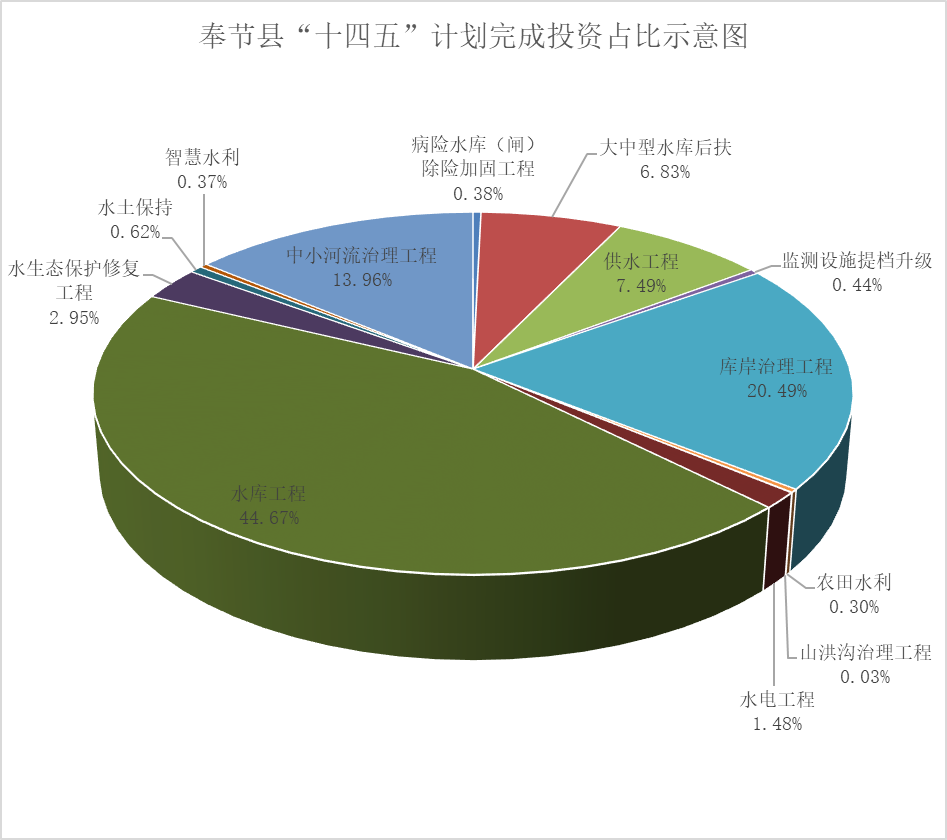 奉节县“十四五”计划完成投资占比示意图
病险水库（闸）
除险加固工程
0.38%
大中型水库后扶
6.83%
供水工程
7.49%
监测设施提档升级
0.44%
库岸治理工程
20.49%
农田水利
0.30%
山洪沟治理工程
0.03%
水电工程
1.48%
水库工程
44.67%
水生态保护修复
工程
2.95%
水土保持
0.62%
智慧水利
0.37%
中小河流治理工程
13.96%